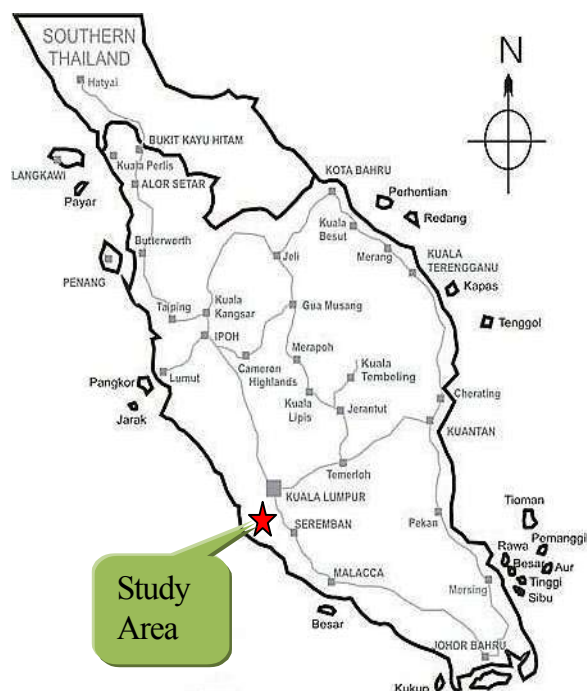 SOUTHERN
THAILAND
N
Hatyai
BUKIT KAYU HITAM
Kuala Perlis
LANGKAWI
ALOR SETAR
Payar
KOTA BAHRU
Perhentian
Redang
Kuala
Besut
Merang
KUALA
TERENGGANU
Butterworth
Jeli
PENANG
Kapas
Taiping
Kuala
Kangsar
Gua Musang
Tenggol
IPOH
Merapoh
Kuala
Tembeling
Cameron
Highlands
Lumut
Pangkor
Jarak
Kuala
Lipis
Jerantut
Cherating
KUANTAN
Temerloh
KUALA LUMPUR
Pekan
Tioman
SEREMBAN
Pemanggil
Rawa
Besar
Aur
Tinggi
Sibu
Study
Area
MALACCA
Mersing
Besar
JOHOR BAHRU
Kukup